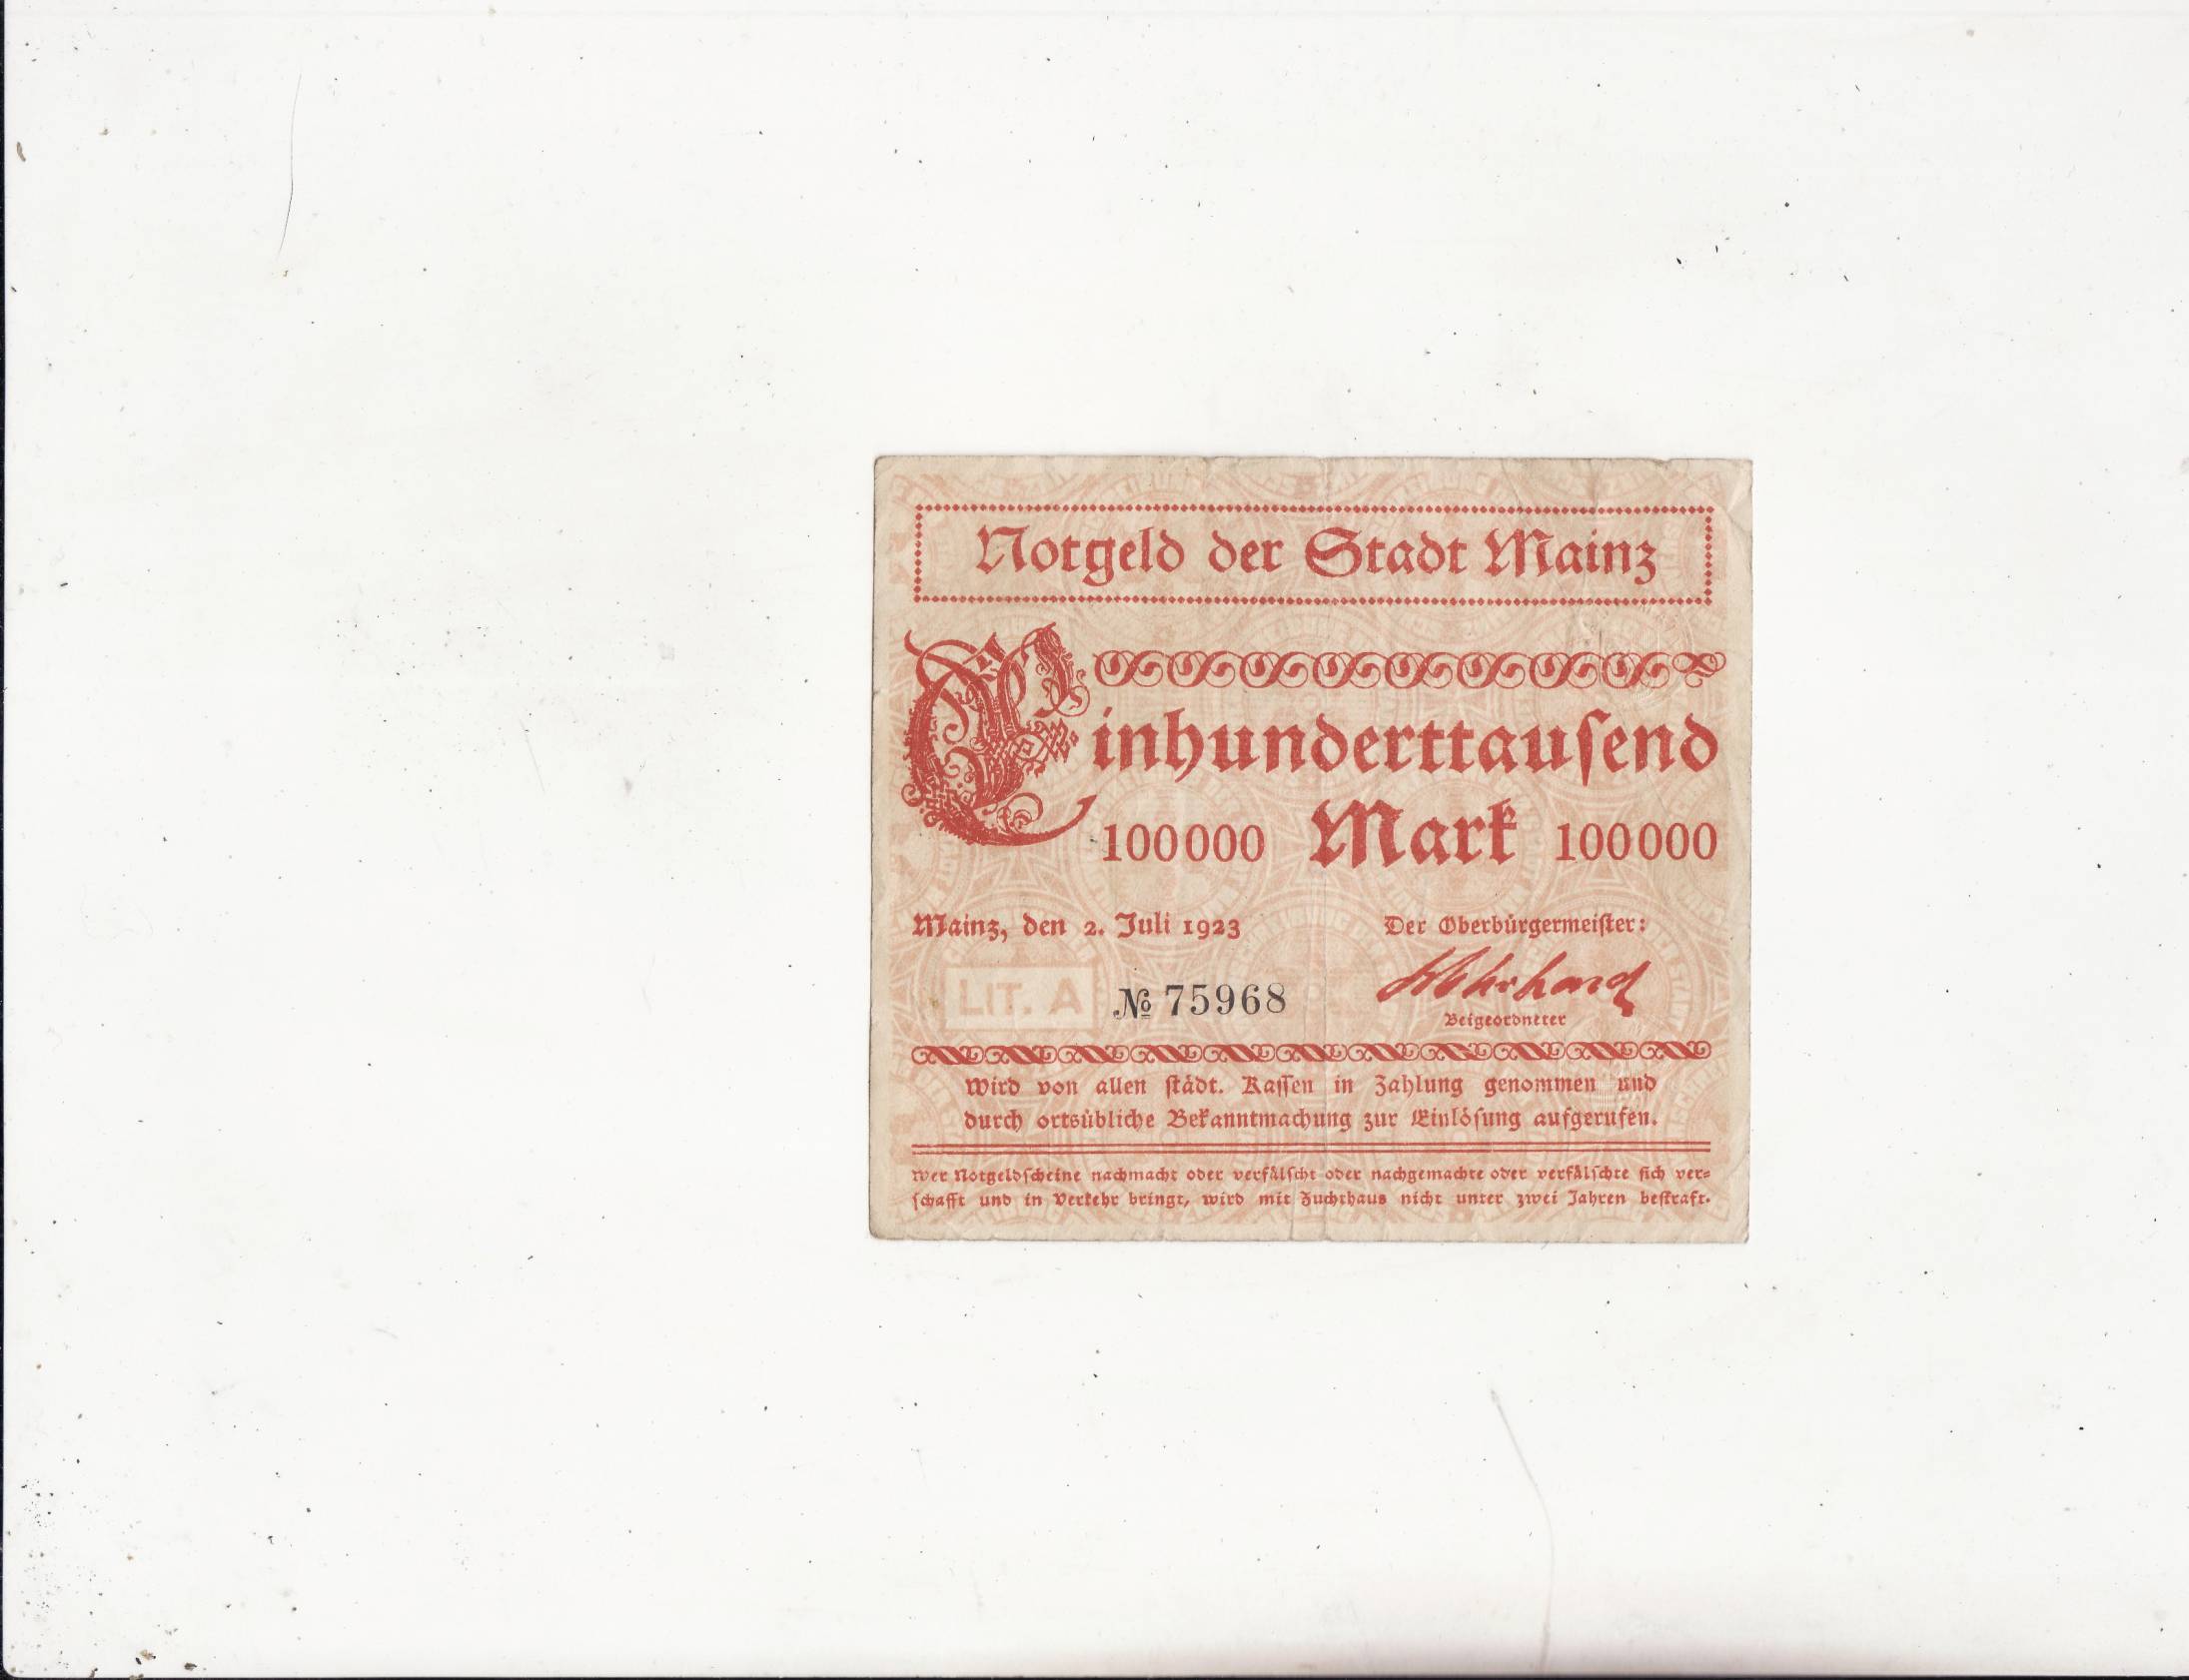 Notgeld der Stadt Mainz
Einhunderttauſend
100000 Mark 100000
Mainz, den 2. Juli 1923
Der Oberbürgermeiſter:
LIT. A
№ 75968
Ehrhard
Beigeordneter
Wird von allen ſtädt. Kaſſen in Zahlung genommen und
durch ortsübliche Bekanntmachung zur Einlöſung aufgerufen.
Wer Notgeldſcheine nachmacht oder verfälſcht oder nachgemachte oder verfälſchte ſich ver-
ſchafft und in Verkehr bringt, wird mit Zuchthaus nicht unter zwei Jahren beſtraft.